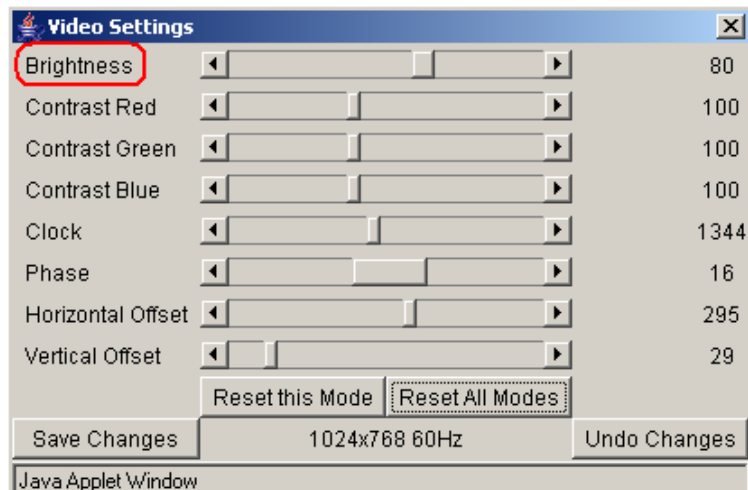 Video Settings
Brightness 80
Contrast Red 100
Contrast Green 100
Contrast Blue 100
Clock 1344
Phase 16
Horizontal Offset 295
Vertical Offset 29
Reset this Mode Reset All Modes
Save Changes 1024x768 60Hz Undo Changes
Java Applet Window